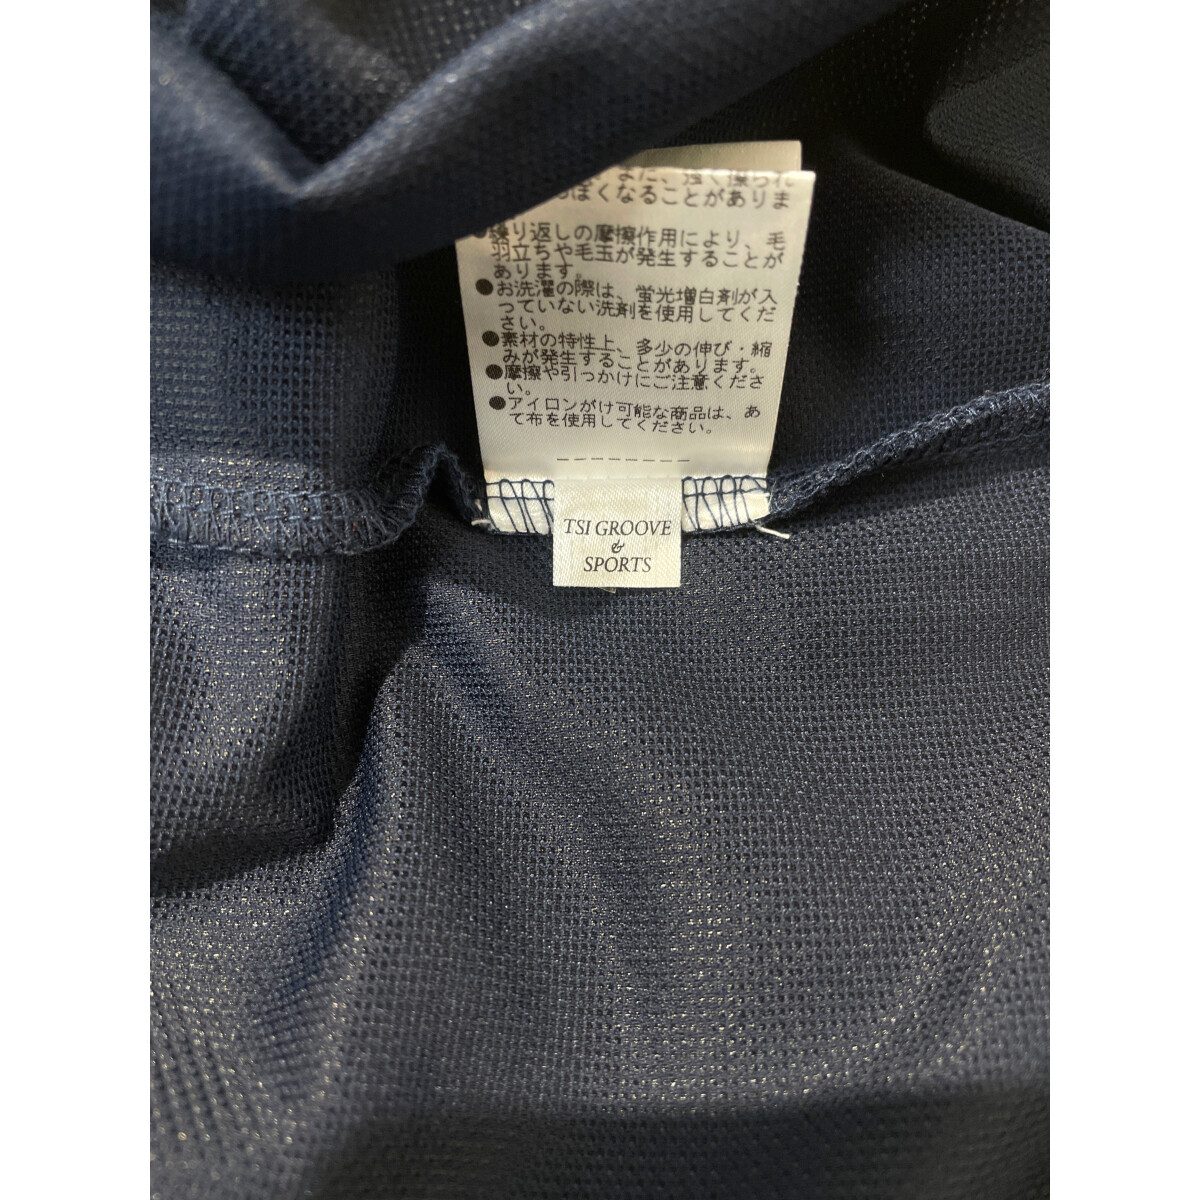 また、強く擦られ
ぽくなることがありま
繰り返しの摩擦作用により、毛
羽立ちや毛玉が発生することが
あります。
●お洗濯の際は、蛍光増白剤が入
っていない洗剤を使用してくだ
さい。
●素材の特性上、多少の伸び・縮
みが発生することがあります。
●摩擦や引っかけにご注意くださ
い。
●アイロンがけ可能な商品は、あ
て布を使用してください。
--------
TSI GROOVE
&
SPORTS